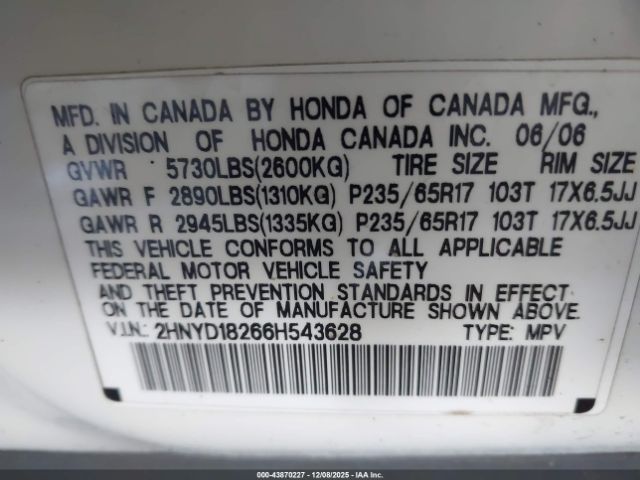 MFD. IN CANADA BY HONDA OF CANADA MFG.,
A DIVISION OF HONDA CANADA INC. 06/06
GVWR 5730LBS(2600KG) TIRE SIZE RIM SIZE
GAWR F 2890LBS(1310KG) P235/65R17 103T 17X6.5JJ
GAWR R 2945LBS(1335KG) P235/65R17 103T 17X6.5JJ
THIS VEHICLE CONFORMS TO ALL APPLICABLE
FEDERAL MOTOR VEHICLE SAFETY
AND THEFT PREVENTION STANDARDS IN EFFECT
ON THE DATE OF MANUFACTURE SHOWN ABOVE.
V.I.N.: 2HNYD18266H543628 TYPE: MPV
000-43870227 - 12/08/2025 - IAA Inc.